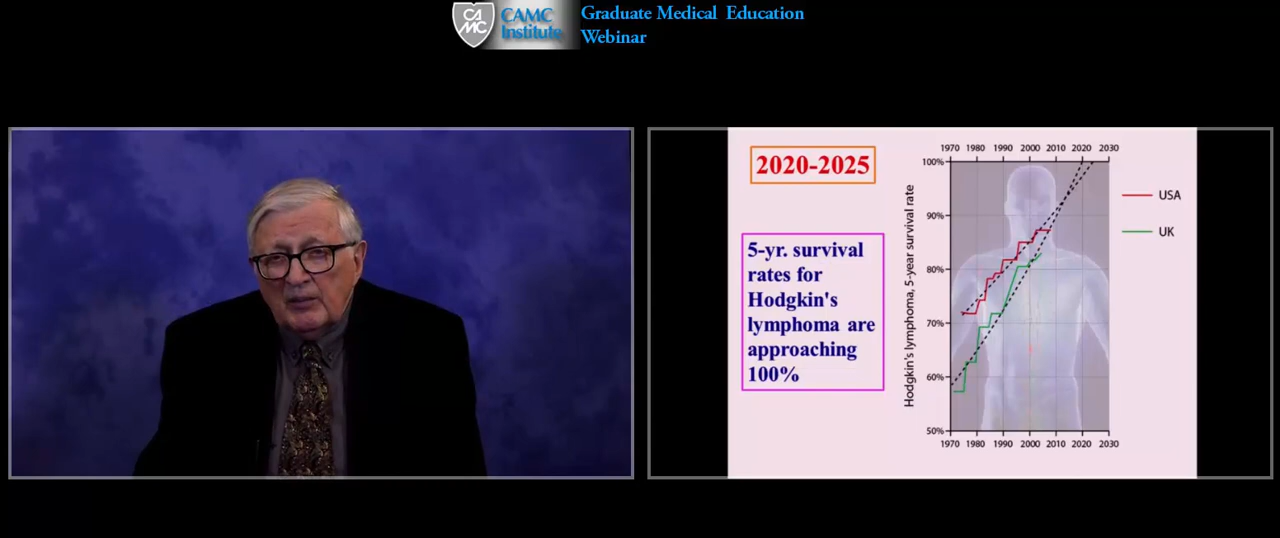 CAMC
CAMC
Institute
Graduate Medical Education
Webinar
2020-2025
5-yr. survival
rates for
Hodgkin's
lymphoma are
approaching
100%
1970 1980 1990 2000 2010 2020 2030
100%
90%
80%
70%
60%
50%
Hodgkin's lymphoma, 5-year survival rate
1970 1980 1990 2000 2010 2020 2030
USA
UK